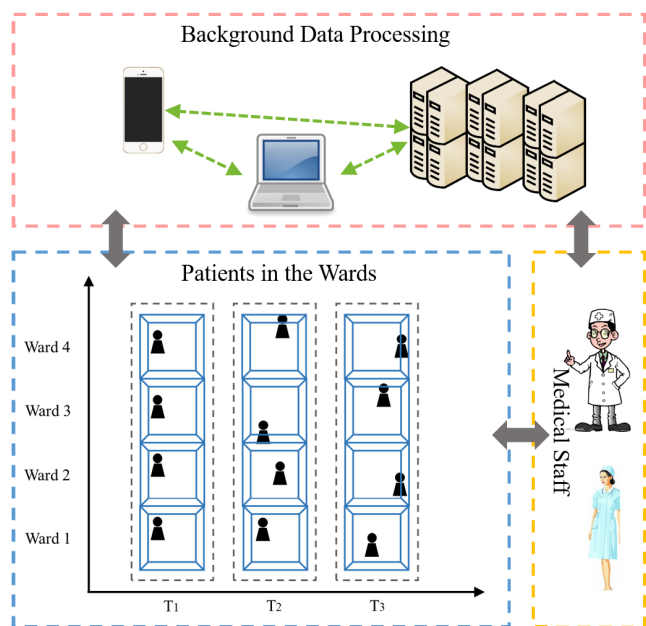 Background Data Processing
Patients in the Wards
Ward 4
Ward 3
Ward 2
Ward 1
T1
T2
T3
Medical Staff